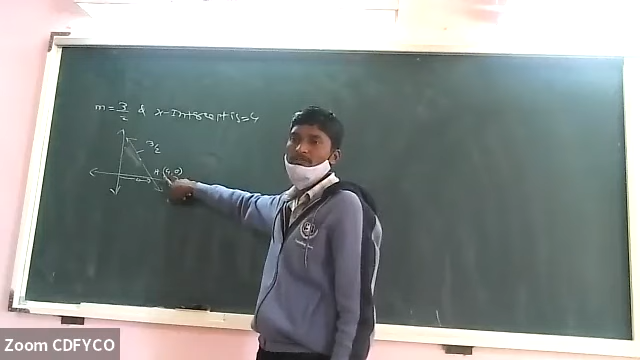 m = 3/2 & x-Intercept is = 4
3/2
A (4,0)
Zoom CDFYCO